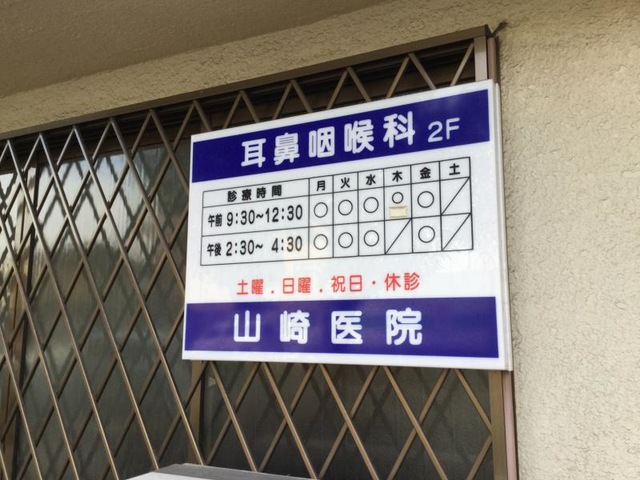 耳鼻咽喉科 2F
診療時間 月 火 水 木 金 土
午前 9:30~12:30 ○ ○ ○ ○ ○ /
午後 2:30~ 4:30 ○ ○ ○ / ○ /
土曜.日曜.祝日・休診
山崎医院